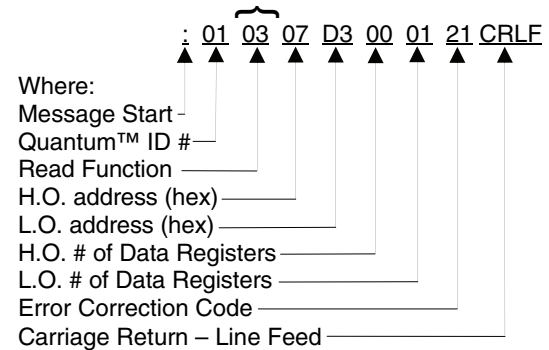 : 01 03 07 D3 00 01 21 CRLF
Where:
Message Start
Quantum™ ID #
Read Function
H.O. address (hex)
L.O. address (hex)
H.O. # of Data Registers
L.O. # of Data Registers
Error Correction Code
Carriage Return – Line Feed